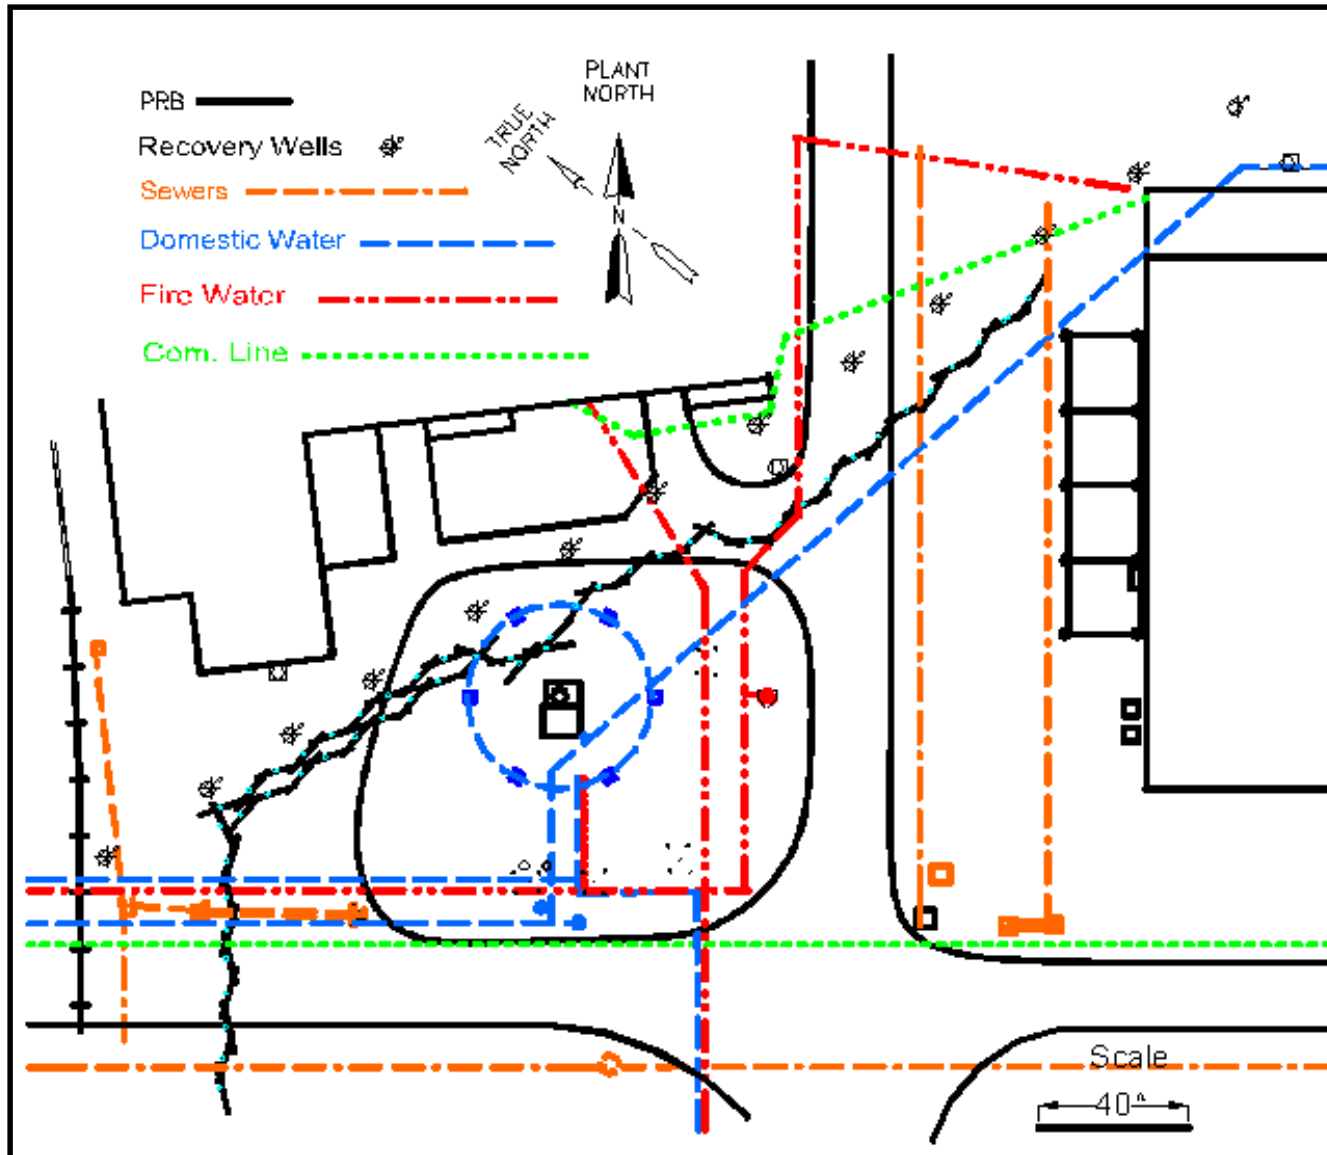 PLANT
NORTH
TRUE
NORTH
N
PRB
Recovery Wells
Sewers
Domestic Water
Fire Water
Com. Line
Scale
40"